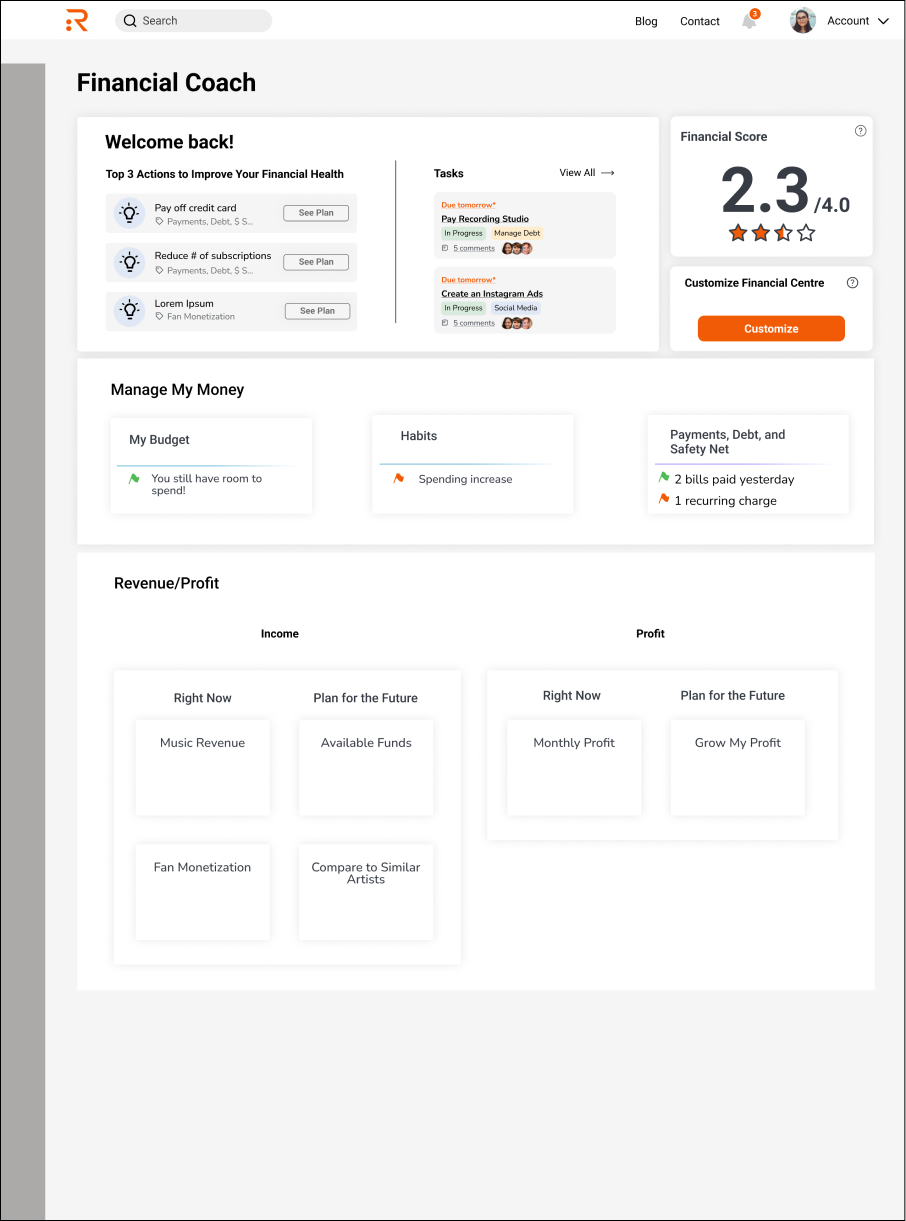 R
Search
Blog
Contact
3
Account
Financial Coach
Welcome back!
Top 3 Actions to Improve Your Financial Health
Pay off credit card
Payments, Debt, $ S...
See Plan
Reduce # of subscriptions
Payments, Debt, $ S...
See Plan
Lorem Ipsum
Fan Monetization
See Plan
Tasks
View All →
Due tomorrow*
Pay Recording Studio
In Progress
Manage Debt
5 comments
Due tomorrow*
Create an Instagram Ads
In Progress
Social Media
5 comments
Financial Score
?
2.3/4.0
Customize Financial Centre
?
Customize
Manage My Money
My Budget
You still have room to
spend!
Habits
Spending increase
Payments, Debt, and
Safety Net
2 bills paid yesterday
1 recurring charge
Revenue/Profit
Income
Right Now
Plan for the Future
Music Revenue
Available Funds
Fan Monetization
Compare to Similar
Artists
Profit
Right Now
Plan for the Future
Monthly Profit
Grow My Profit